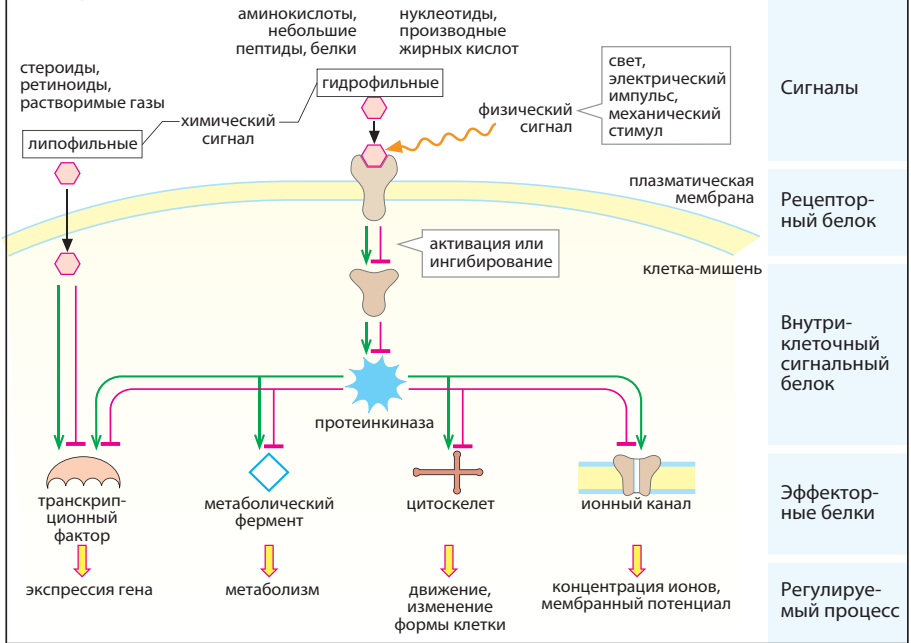 аминокислоты,
небольшие
пептиды, белки
нуклеотиды,
производные
жирных кислот
стероиды,
ретиноиды,
растворимые газы
гидрофильные
свет,
электрический
импульс,
механический
стимул
Сигналы
химический
сигнал
физический
сигнал
липофильные
плазматическая
мембрана
Рецептор-
ный белок
активация или
ингибирование
клетка-мишень
Внутри-
клеточный
сигнальный
белок
протеинкиназа
транскрип-
ционный
фактор
метаболический
фермент
цитоскелет
ионный канал
Эффектор-
ные белки
экспрессия гена
метаболизм
движение,
изменение
формы клетки
концентрация ионов,
мембранный потенциал
Регулируе-
мый процесс